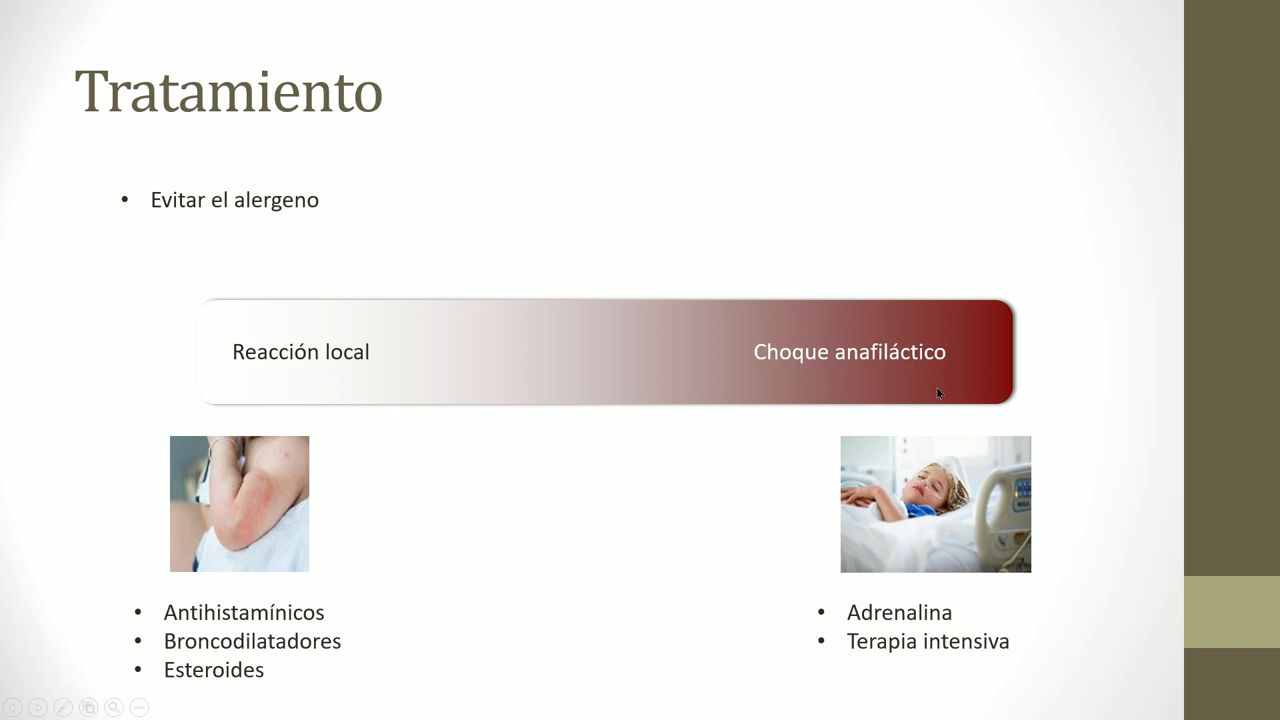 Tratamiento
• Evitar el alergeno
Reacción local
Choque anafiláctico
• Antihistamínicos
• Broncodilatadores
• Esteroides
• Adrenalina
• Terapia intensiva